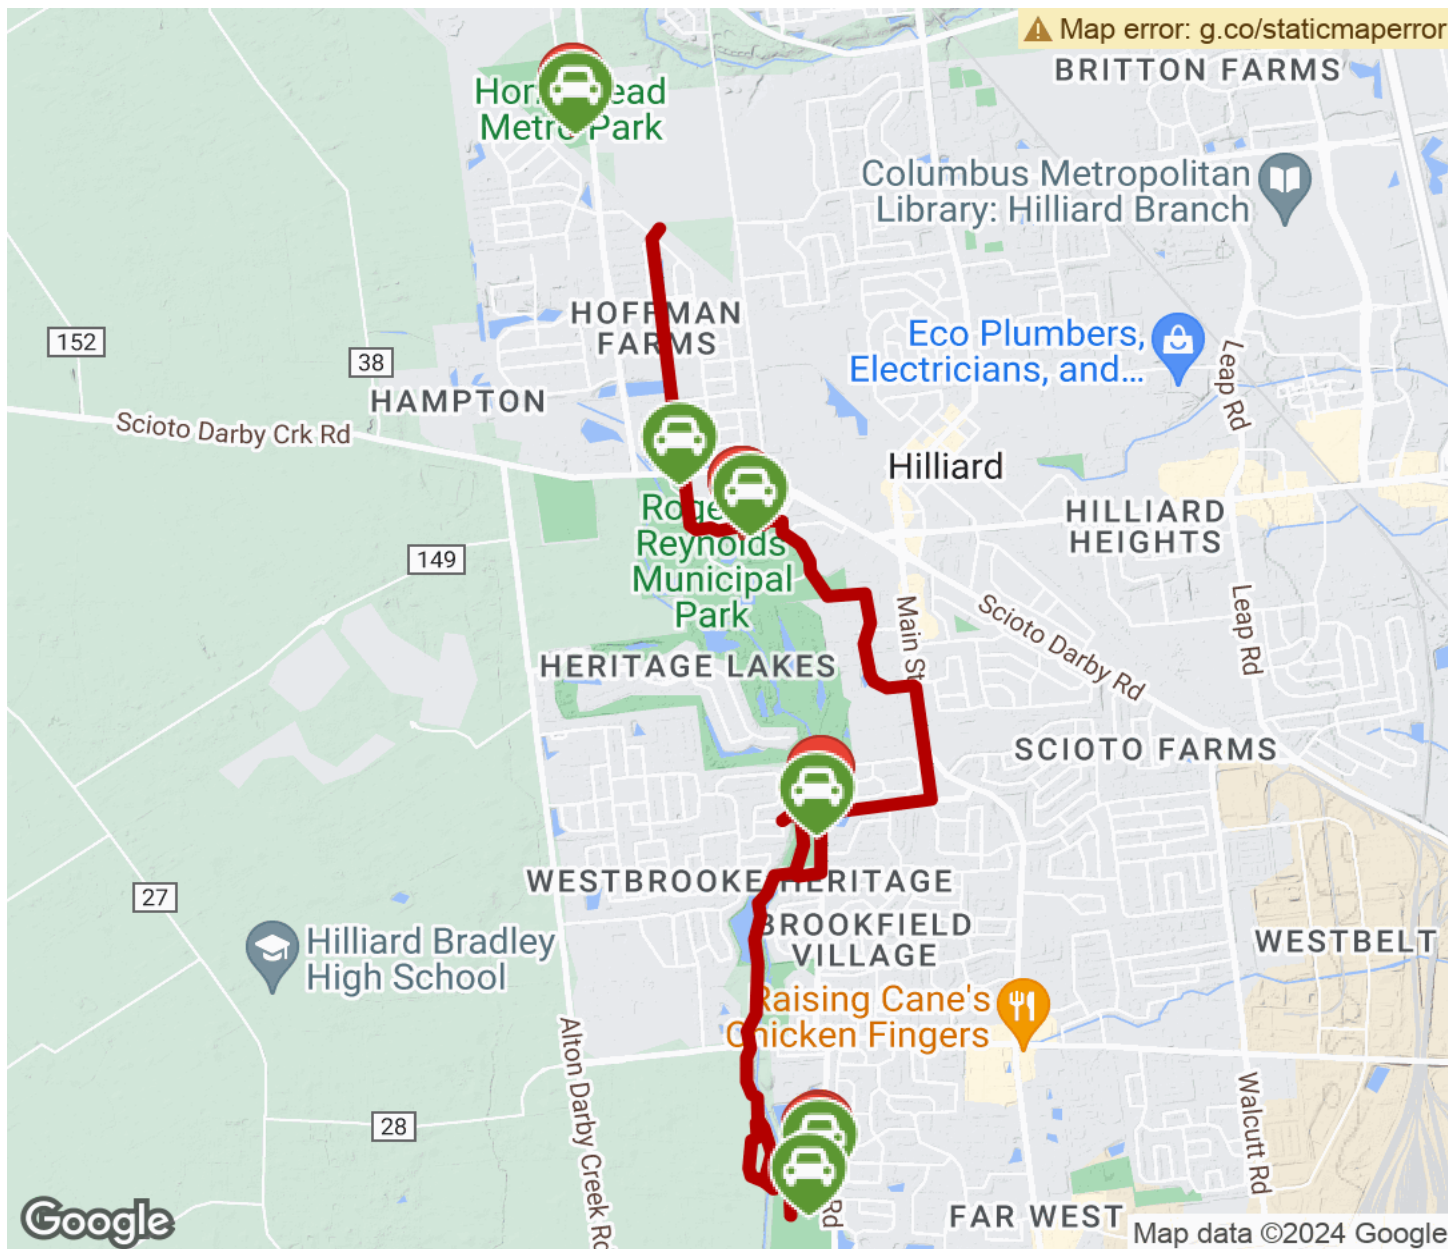 Map error: g.co/staticmaperror
BRITTON FARMS
Metro Park
Columbus Metropolitan
Library: Hilliard Branch
HOFFMAN
FARMS
152
38
Eco Plumbers,
Electricians, and...
Leap Rd
HAMPTON
Scioto Darby Crk Rd
Hilliard
HILLIARD
HEIGHTS
149
Reynolds
Municipal
Park
Main St
Scioto Darby Rd
Leap Rd
HERITAGE LAKES
SCIOTO FARMS
27
WESTBROOKE HERITAGE
BROOKFIELD
VILLAGE
WESTBELT
Hilliard Bradley
High School
Raising Cane's
Chicken Fingers
Alton Darby Creek Rd
28
Walcutt Rd
Rd
FAR WEST
Google
Map data ©2024 Google